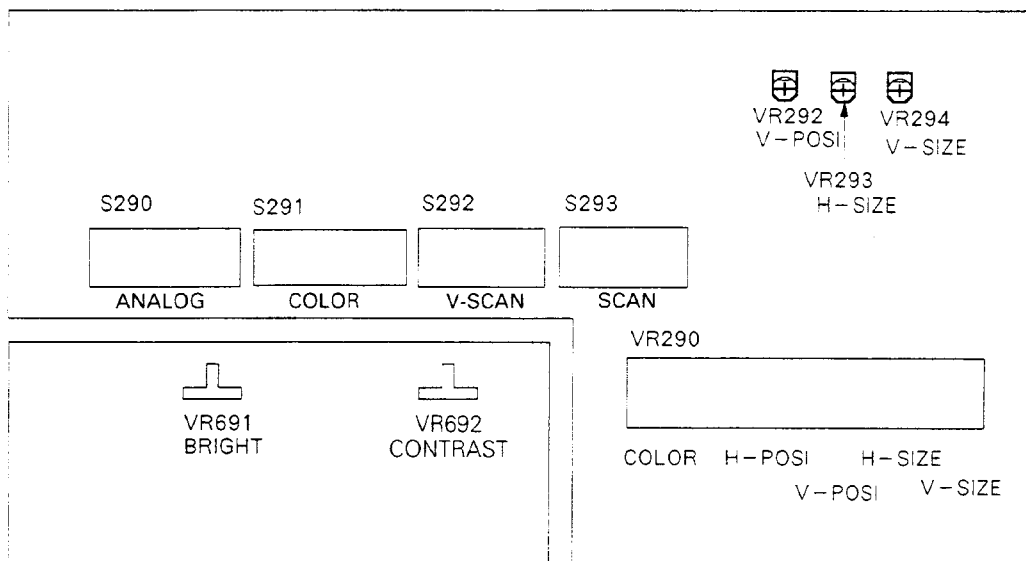 VR292
V-POSI
VR294
V-SIZE
VR293
H-SIZE
S290
S291
S292
S293
ANALOG
COLOR
V-SCAN
SCAN
VR290
VR691
BRIGHT
VR692
CONTRAST
COLOR
H-POSI
V-POSI
H-SIZE
V-SIZE